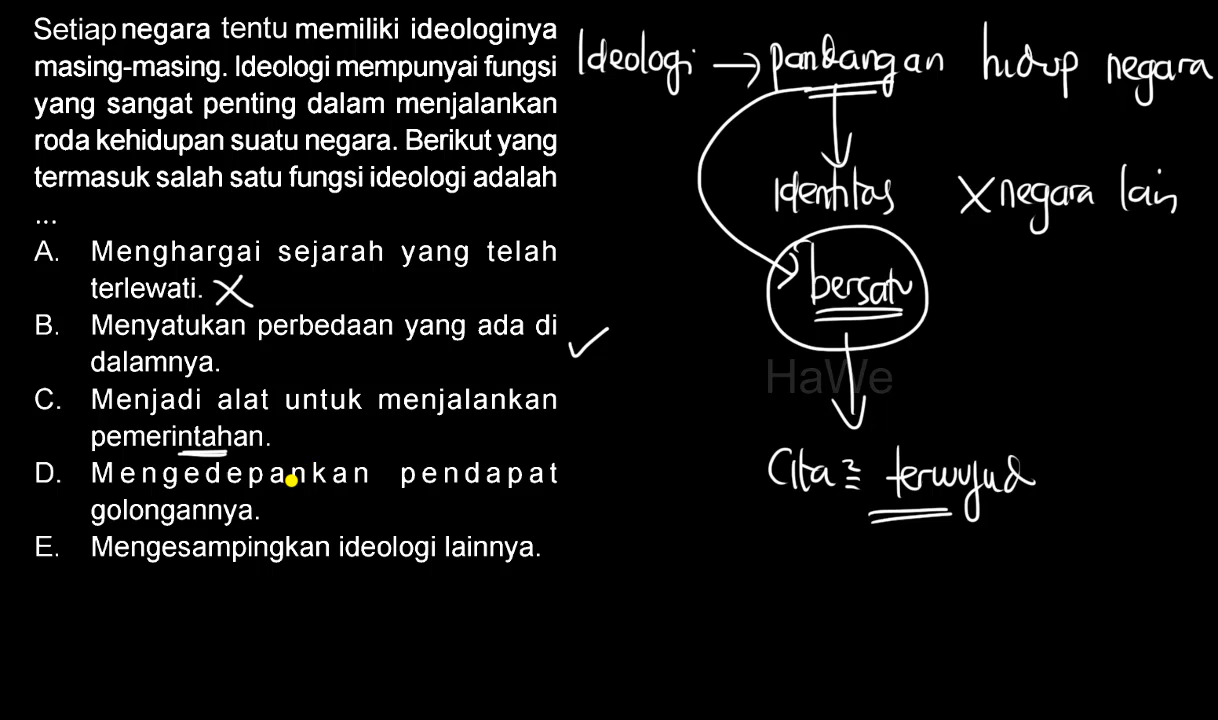 Setiap negara tentu memiliki ideologinya
masing-masing. Ideologi mempunyai fungsi
yang sangat penting dalam menjalankan
roda kehidupan suatu negara. Berikut yang
termasuk salah satu fungsi ideologi adalah
...
A. Menghargai sejarah yang telah
terlewati. X
B. Menyatukan perbedaan yang ada di
dalamnya. ✓
C. Menjadi alat untuk menjalankan
pemerintahan.
D. Mengedepankan pendapat
golongannya.
E. Mengesampingkan ideologi lainnya.
Ideologi → pandangan hidup negara
Identitas X negara lain
bersatu
HaWe
Cita² terwujud